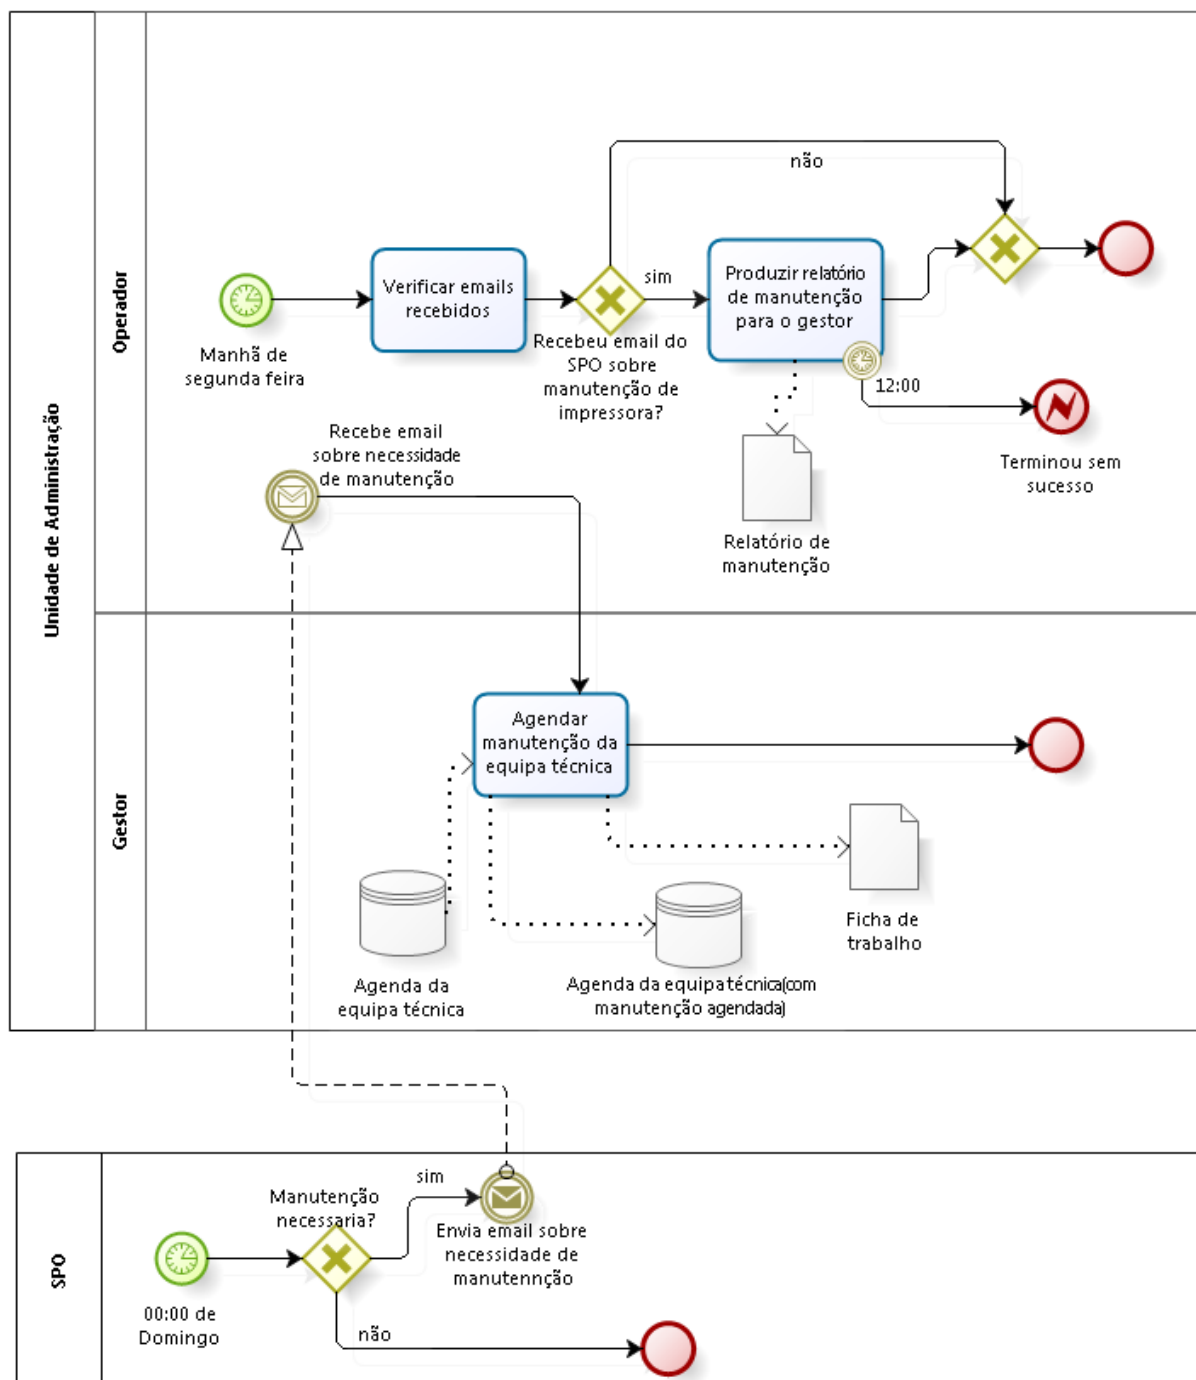 Unidade de Administração
Operador
não
Verificar emails
recebidos
sim
Produzir relatório
de manutenção
para o gestor
Manhã de
segunda feira
Recebeu email do
SPO sobre
manutenção de
impressora?
12:00
Terminou sem
sucesso
Recebe email
sobre necessidade
de manutenção
Relatório de
manutenção
Gestor
Agendar
manutenção da
equipa técnica
Ficha de
trabalho
Agenda da
equipa técnica
Agenda da equipa técnica(com
manutenção agendada)
SPO
sim
Manutenção
necessaria?
Envia email sobre
necessidade de
manutennção
00:00 de
Domingo
não